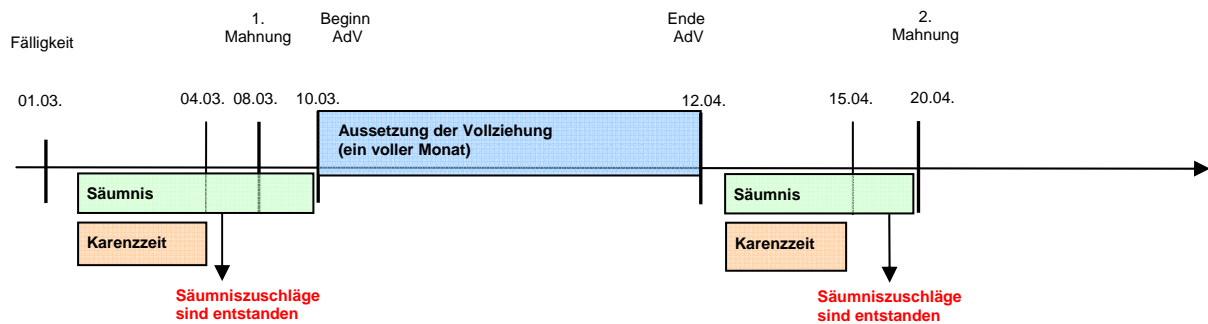 Fälligkeit
1.
Mahnung
Beginn
AdV
Ende
AdV
2.
Mahnung
01.03.
04.03.
08.03.
10.03.
12.04.
15.04.
20.04.
Aussetzung der Vollziehung
(ein voller Monat)
Säumnis
Säumnis
Karenzzeit
Karenzzeit
Säumniszuschläge
sind entstanden
Säumniszuschläge
sind entstanden